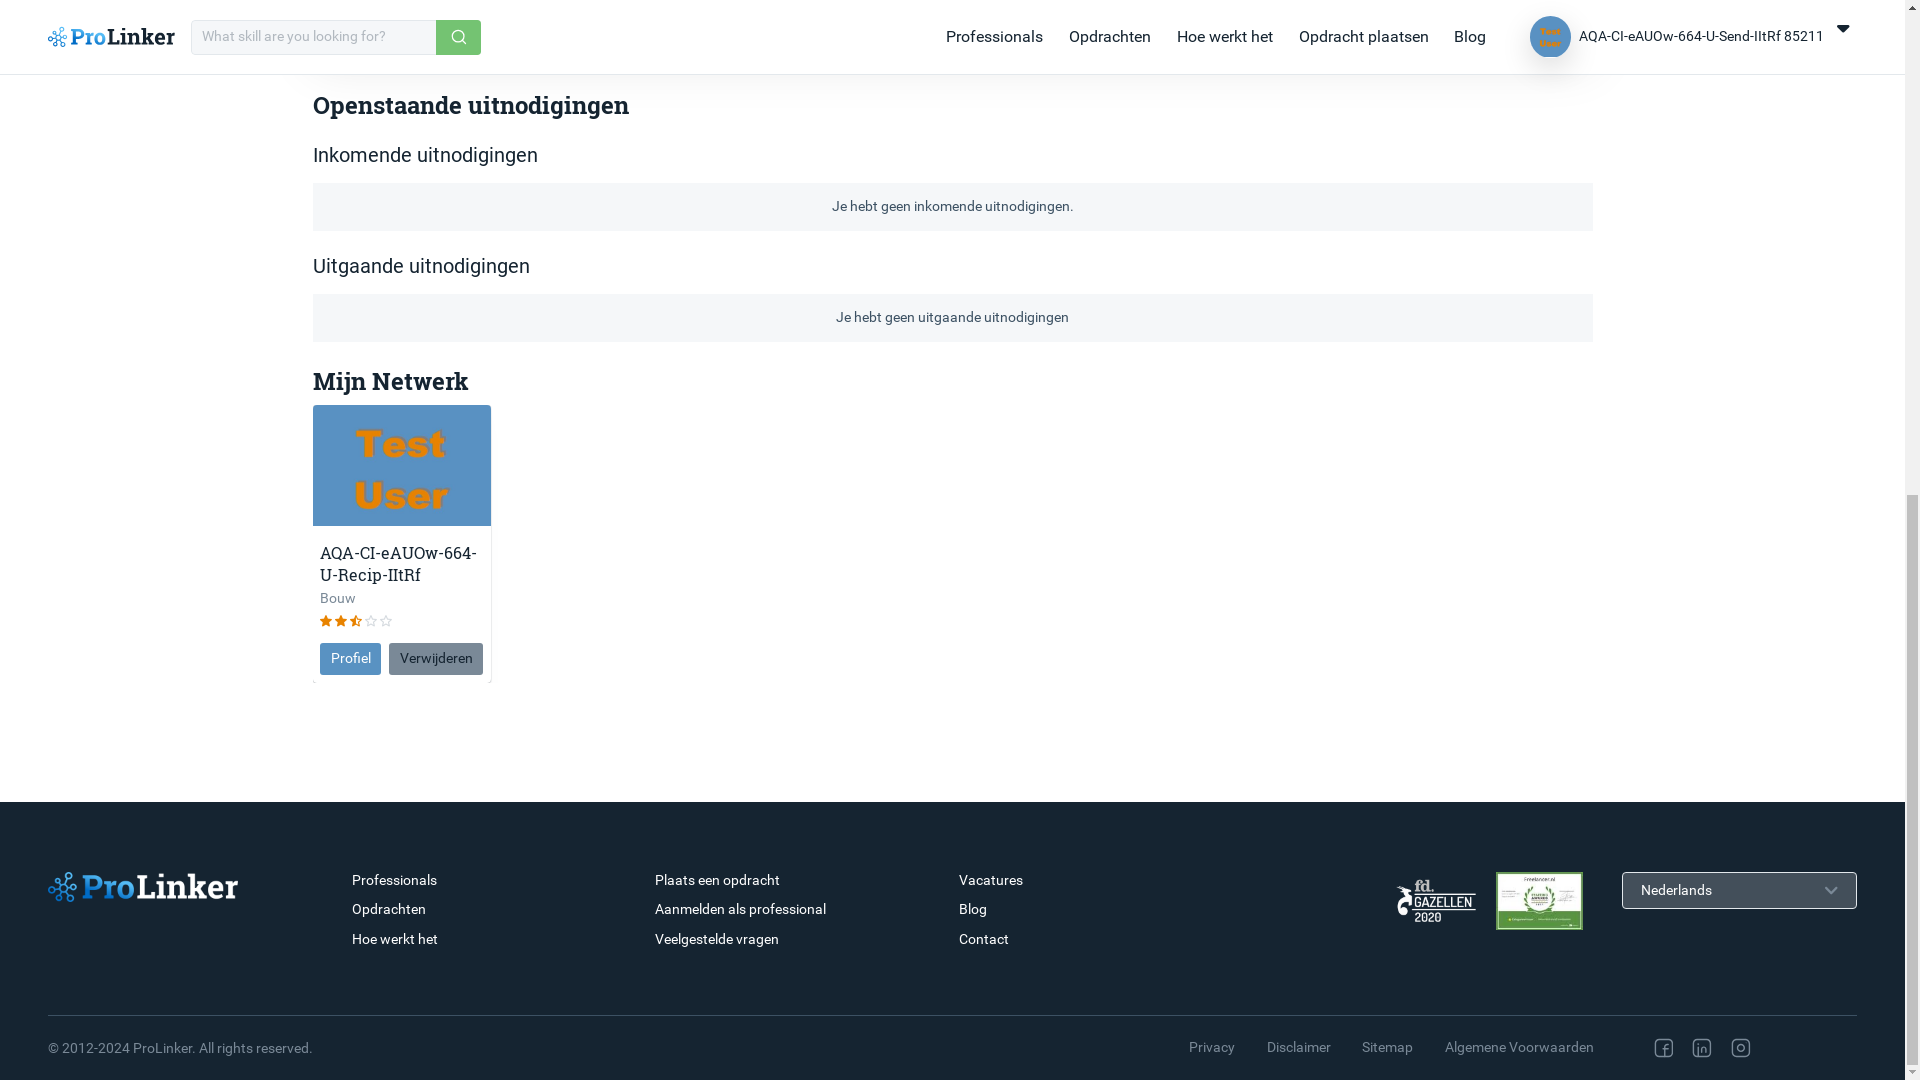 ProLinker
What skill are you looking for?
Professionals
Opdrachten
Hoe werkt het
Opdracht plaatsen
Blog
Test
User
AQA-CI-eAUOw-664-U-Send-IItRf 85211
Openstaande uitnodigingen
Inkomende uitnodigingen
Je hebt geen inkomende uitnodigingen.
Uitgaande uitnodigingen
Je hebt geen uitgaande uitnodigingen
Mijn Netwerk
Test
User
AQA-CI-eAUOw-664-
U-Recip-IItRf
Bouw
Profiel
Verwijderen
ProLinker
Professionals
Opdrachten
Hoe werkt het
Plaats een opdracht
Aanmelden als professional
Veelgestelde vragen
Vacatures
Blog
Contact
fd.
GAZELLEN
2020
Freelancer.nl
Nederlands
© 2012-2024 ProLinker. All rights reserved.
Privacy
Disclaimer
Sitemap
Algemene Voorwaarden